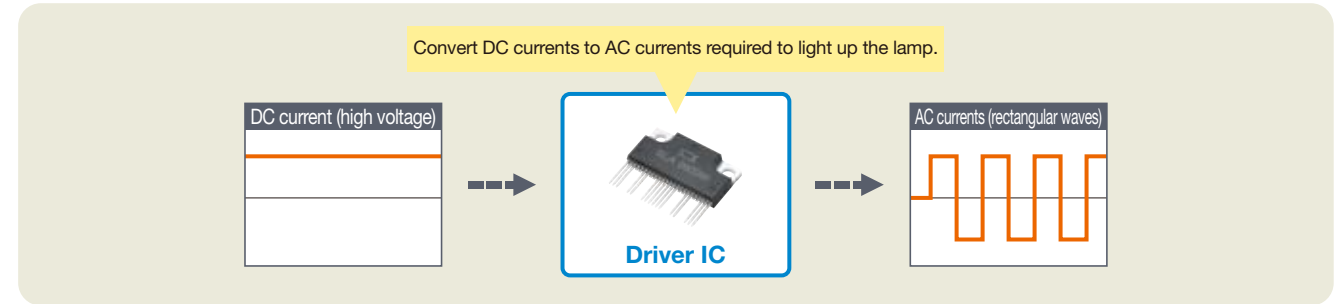 Convert DC currents to AC currents required to light up the lamp.
DC current (high voltage)
AC currents (rectangular waves)
Driver IC